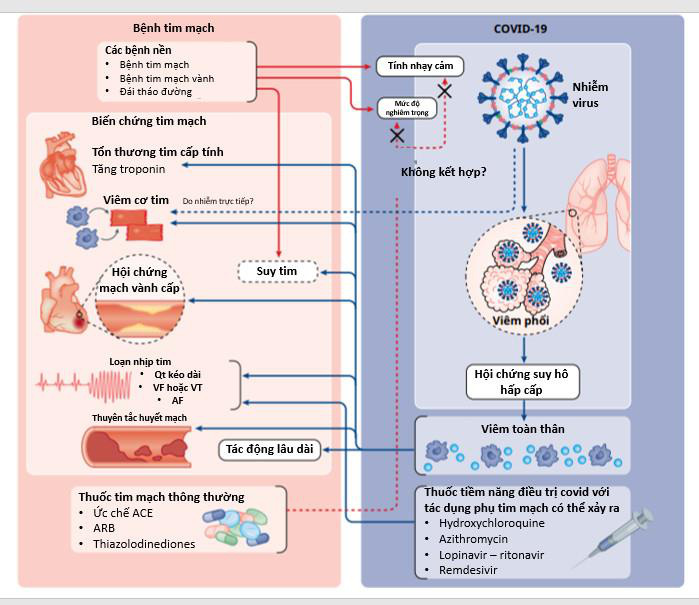 Bệnh tim mạch
Các bệnh nền
• Bệnh tim mạch
• Bệnh tim mạch vành
• Đái tháo đường
Biến chứng tim mạch
Tổn thương tim cấp tính
Tăng troponin
Viêm cơ tim
Do nhiễm trực tiếp?
Hội chứng
mạch vành cấp
Suy tim
Loạn nhịp tim
• Qt kéo dài
• VF hoặc VT
• AF
Thuyên tắc huyết mạch
Tác động lâu dài
Thuốc tim mạch thông thường
• Ức chế ACE
• ARB
• Thiazolodinediones
COVID-19
Tính nhạy cảm
Mức độ
nghiêm trọng
Không kết hợp?
Nhiễm
virus
Viêm phổi
Hội chứng suy hô
hấp cấp
Viêm toàn thân
Thuốc tiềm năng điều trị covid với
tác dụng phụ tim mạch có thể xảy ra
• Hydroxychloroquine
• Azithromycin
• Lopinavir – ritonavir
• Remdesivir